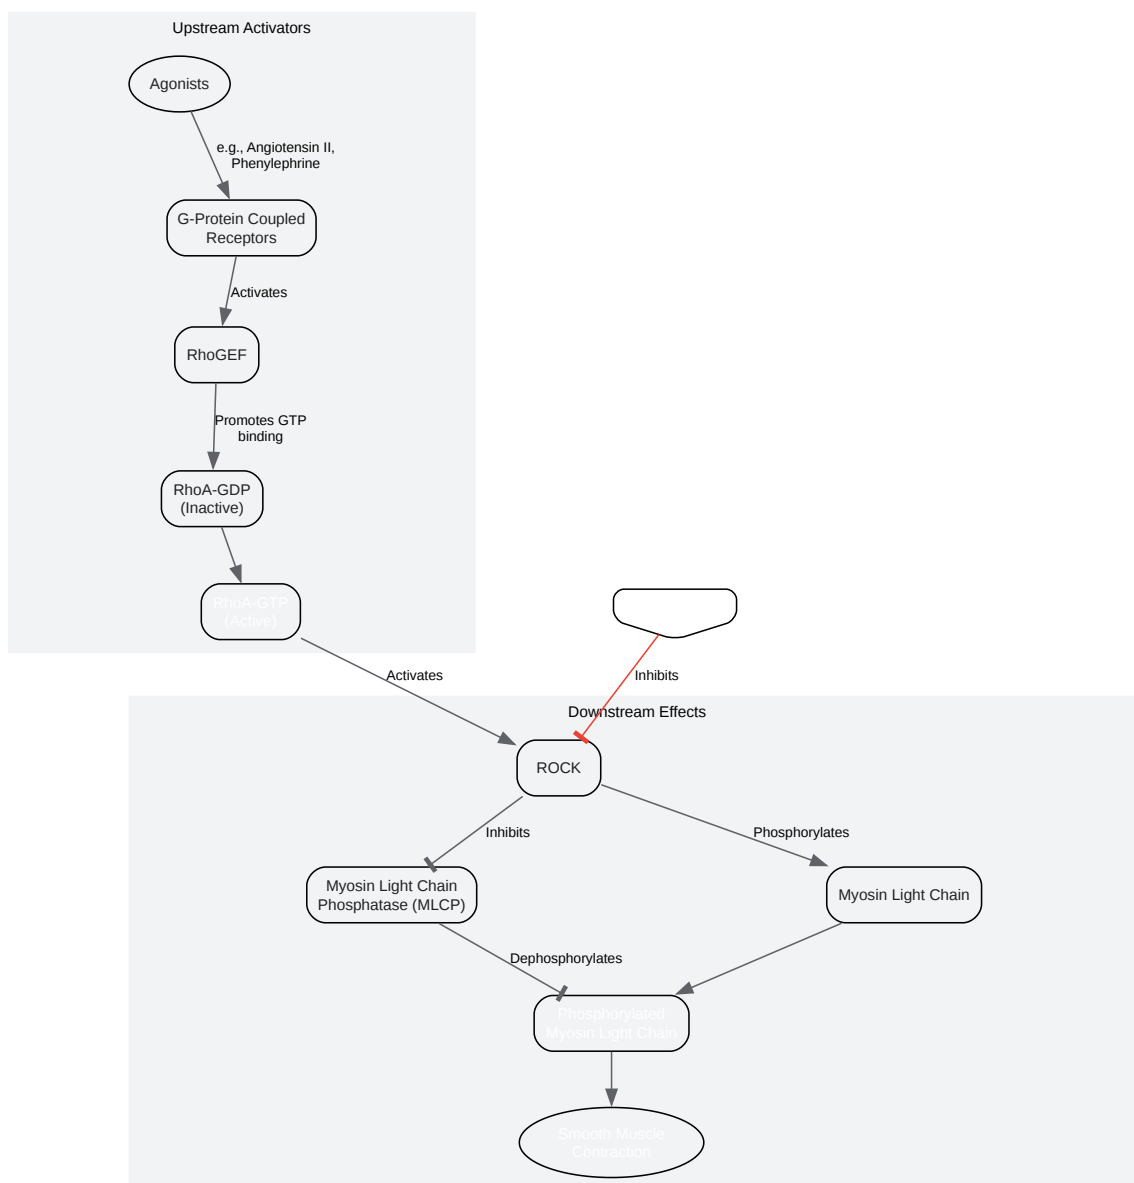 Upstream Activators
Agonists
e.g., Angiotensin II,
Phenylephrine
G-Protein Coupled
Receptors
Activates
RhoGEF
Promotes GTP
binding
RhoA-GDP
(Inactive)
RhoA-GTP
(Active)
Activates
Inhibits
Downstream Effects
ROCK
Inhibits
Phosphorylates
Myosin Light Chain
Phosphatase (MLCP)
Myosin Light Chain
Dephosphorylates
Phosphorylated
Myosin Light Chain
Smooth Muscle
Contraction